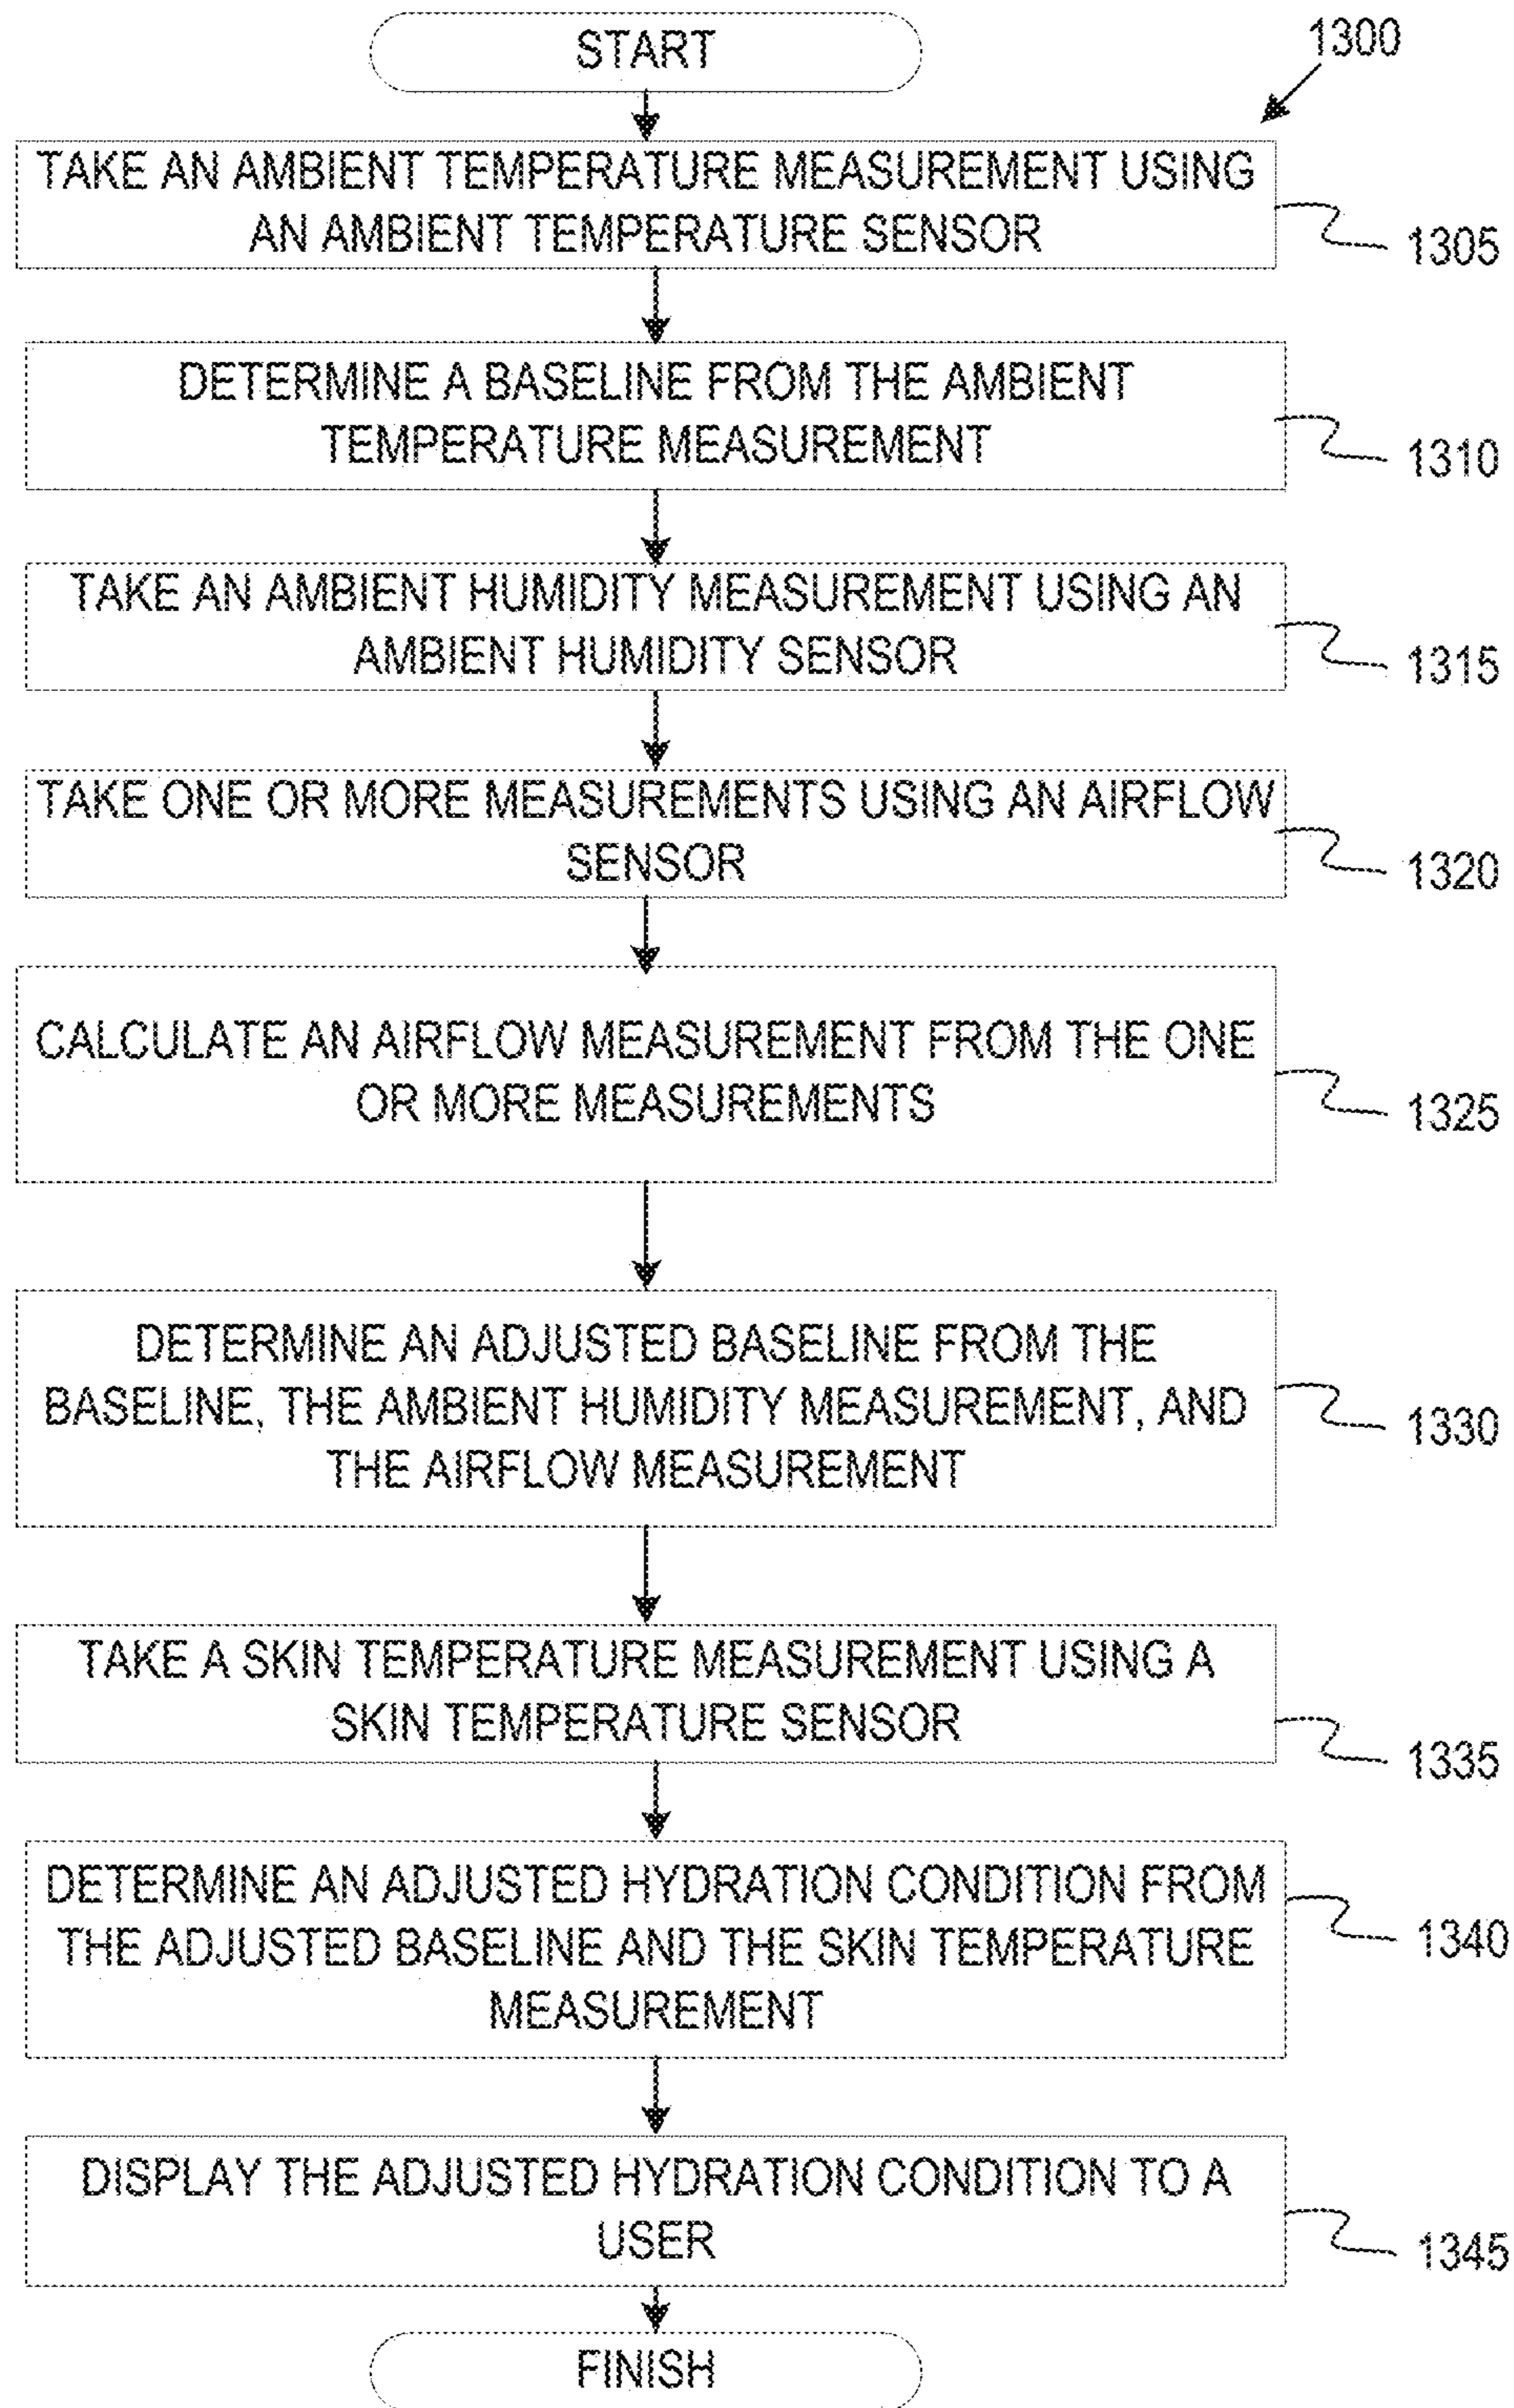 START
1300
TAKE AN AMBIENT TEMPERATURE MEASUREMENT USING
AN AMBIENT TEMPERATURE SENSOR
1305
DETERMINE A BASELINE FROM THE AMBIENT
TEMPERATURE MEASUREMENT
1310
TAKE AN AMBIENT HUMIDITY MEASUREMENT USING AN
AMBIENT HUMIDITY SENSOR
1315
TAKE ONE OR MORE MEASUREMENTS USING AN AIRFLOW
SENSOR
1320
CALCULATE AN AIRFLOW MEASUREMENT FROM THE ONE
OR MORE MEASUREMENTS
1325
DETERMINE AN ADJUSTED BASELINE FROM THE
BASELINE, THE AMBIENT HUMIDITY MEASUREMENT, AND
THE AIRFLOW MEASUREMENT
1330
TAKE A SKIN TEMPERATURE MEASUREMENT USING A
SKIN TEMPERATURE SENSOR
1335
DETERMINE AN ADJUSTED HYDRATION CONDITION FROM
THE ADJUSTED BASELINE AND THE SKIN TEMPERATURE
MEASUREMENT
1340
DISPLAY THE ADJUSTED HYDRATION CONDITION TO A
USER
1345
FINISH